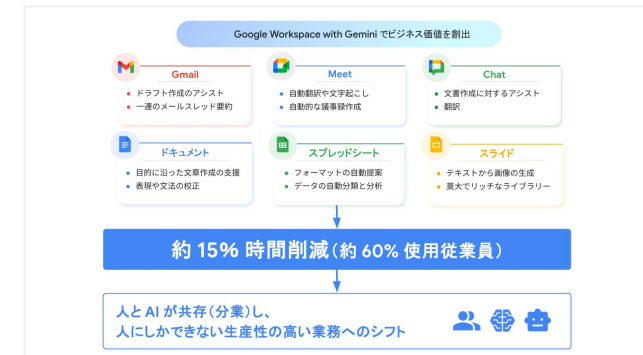 Google Workspace with Gemini でビジネス価値を創出
Gmail
• ドラフト作成のアシスト
• 一連のメールスレッド要約
Meet
• 自動翻訳や文字起こし
• 自動的な議事録作成
Chat
• 文書作成に対するアシスト
• 翻訳
ドキュメント
• 目的に沿った文章作成の支援
• 表現や文法の校正
スプレッドシート
• フォーマットの自動提案
• データの自動分類と分析
スライド
• テキストから画像の生成
• 莫大でリッチなライブラリー
約 15% 時間削減(約 60% 使用従業員)
人と AI が共存(分業)し、
人にしかできない生産性の高い業務へのシフト